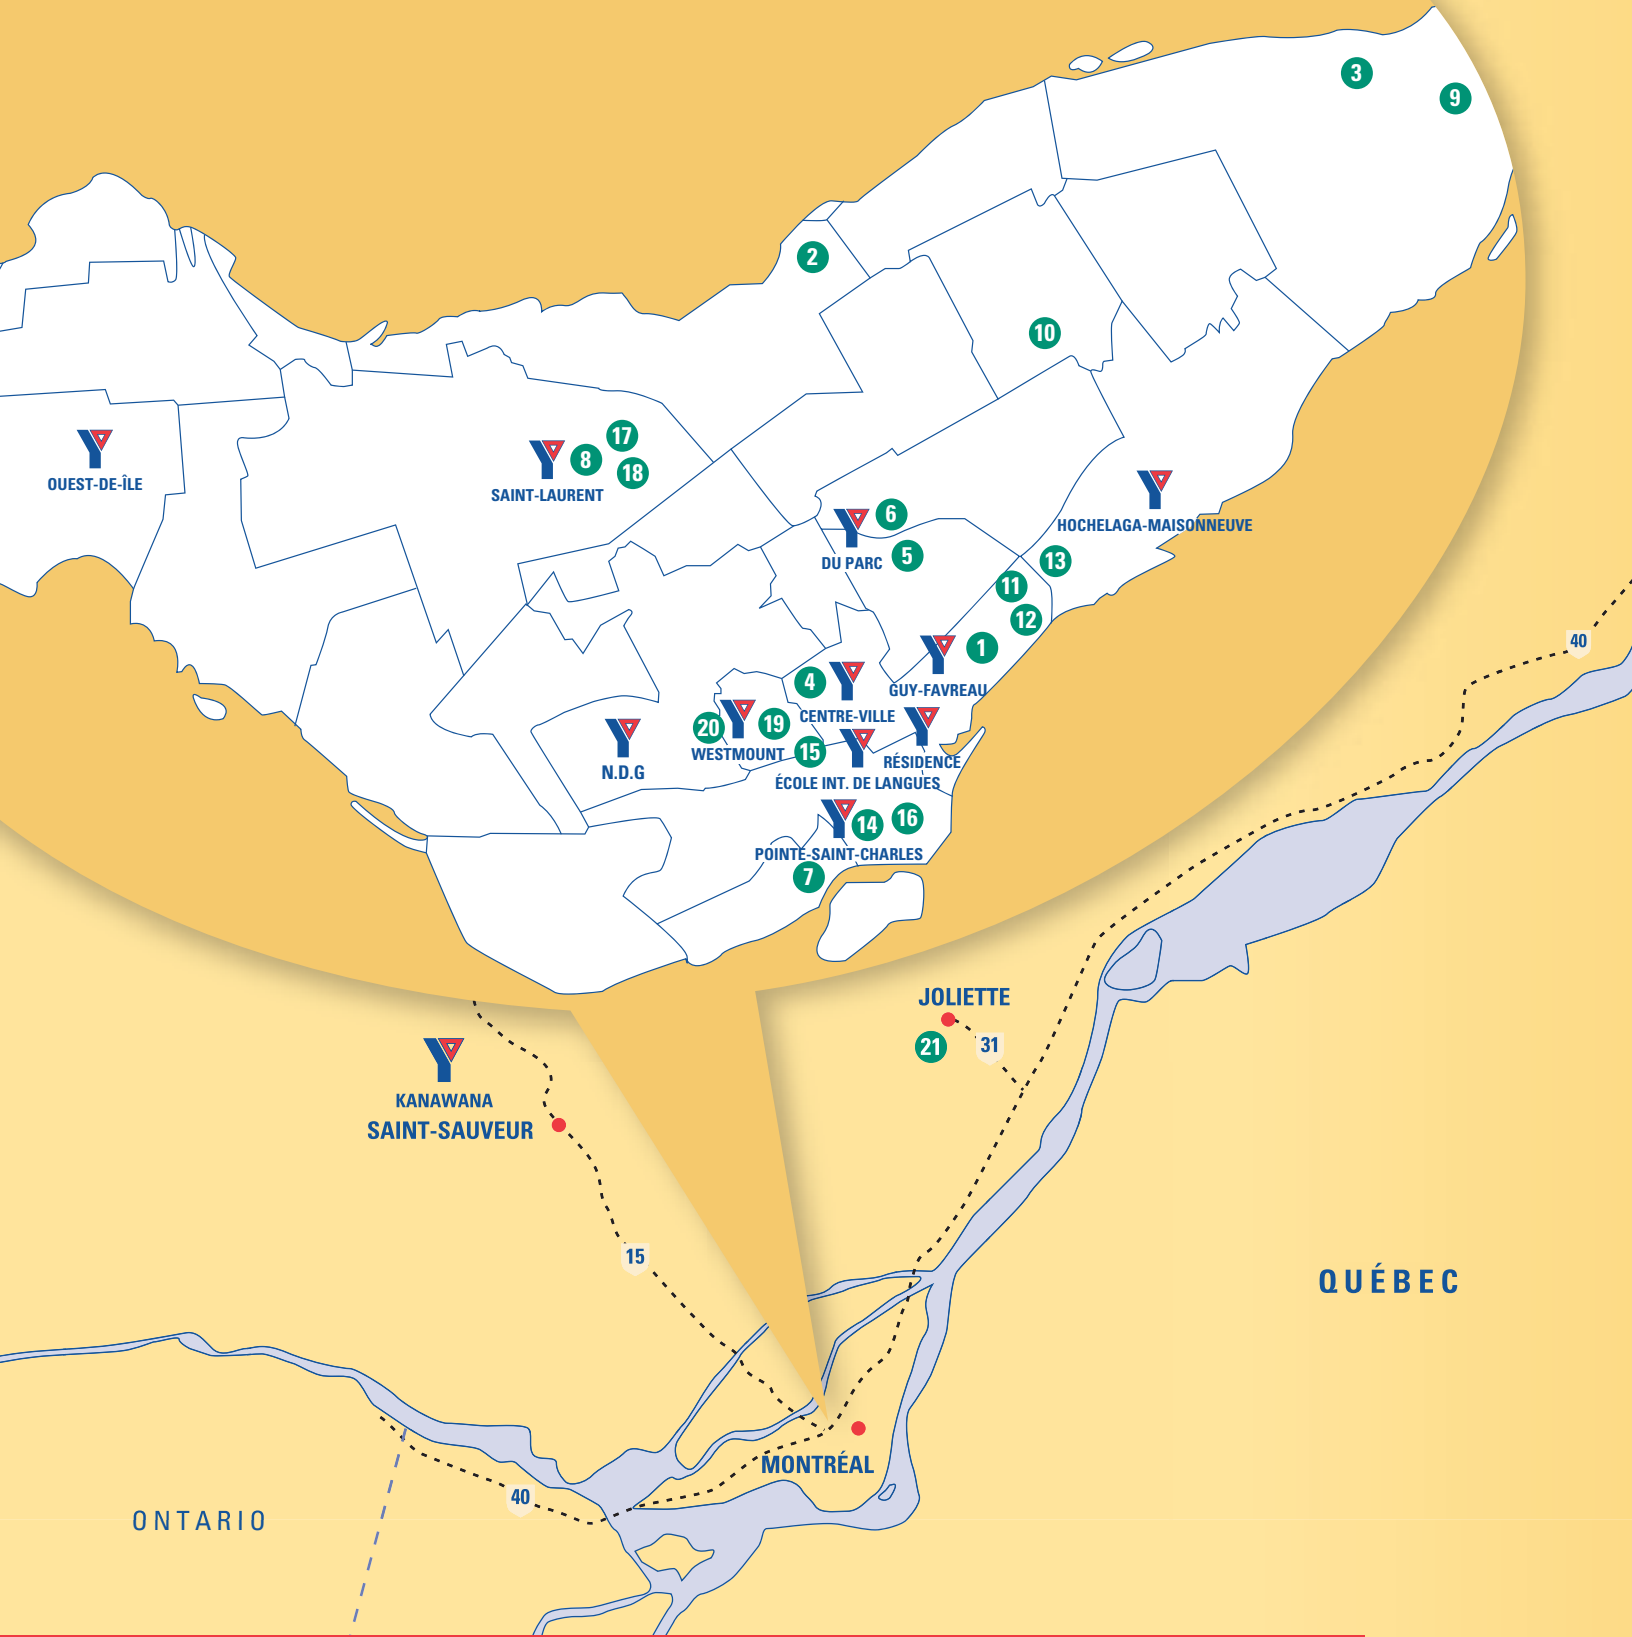 3
9
2
10
OUEST-DE-ÎLE
SAINT-LAURENT
8
17
18
HOCHELAGA-MAISONNEUVE
DU PARC
6
5
13
11
12
1
GUY-FAVREAU
4
CENTRE-VILLE
20
19
WESTMOUNT
15
RÉSIDENCE
N.D.G
ÉCOLE INT. DE LANGUES
14
16
POINTE-SAINT-CHARLES
7
40
JOLIETTE
21
31
KANAWANA
SAINT-SAUVEUR
15
QUÉBEC
MONTRÉAL
40
ONTARIO